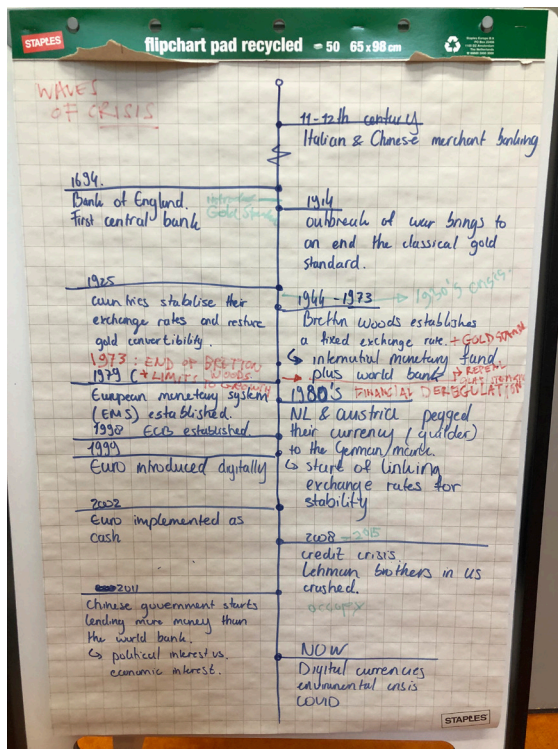 STAPLES
flipchart pad recycled 50 65x98cm
WAVES
OF CRISIS
11-12th century
Italian & Chinese merchant banking
1694.
Bank of England.
First central bank
Gold
1914
outbreak of war brings to
an end the classical gold
standard.
1925
countries stabilise their
exchange rates and restore
gold convertibility.
1944 - 1973 → 1930's crisis.
Bretton woods establishes
a fixed exchange rate. + GOLD
↳ international monetary fund.
→ plus world bank
1973: END OF BRETTON
WOODS
1979 (+ LIMITS TO GROWTH
European monetary system
(EMS) established.
1980's FINANCIAL DEREGULATION
NL & austria pegged
their currency (guilder)
to the German mark.
↳ start of linking
exchange rates for
stability
1998 ECB established.
1999
Euro introduced digitally
2002
Euro implemented as
cash
2008 - 2015
credit crisis.
Lehman brothers in US
crashed.
occupy
2011
Chinese government starts
lending more money than
the world bank.
↳ political interest vs.
economic interest.
NOW
Digital currencies
environmental crisis
COVID
STAPLES